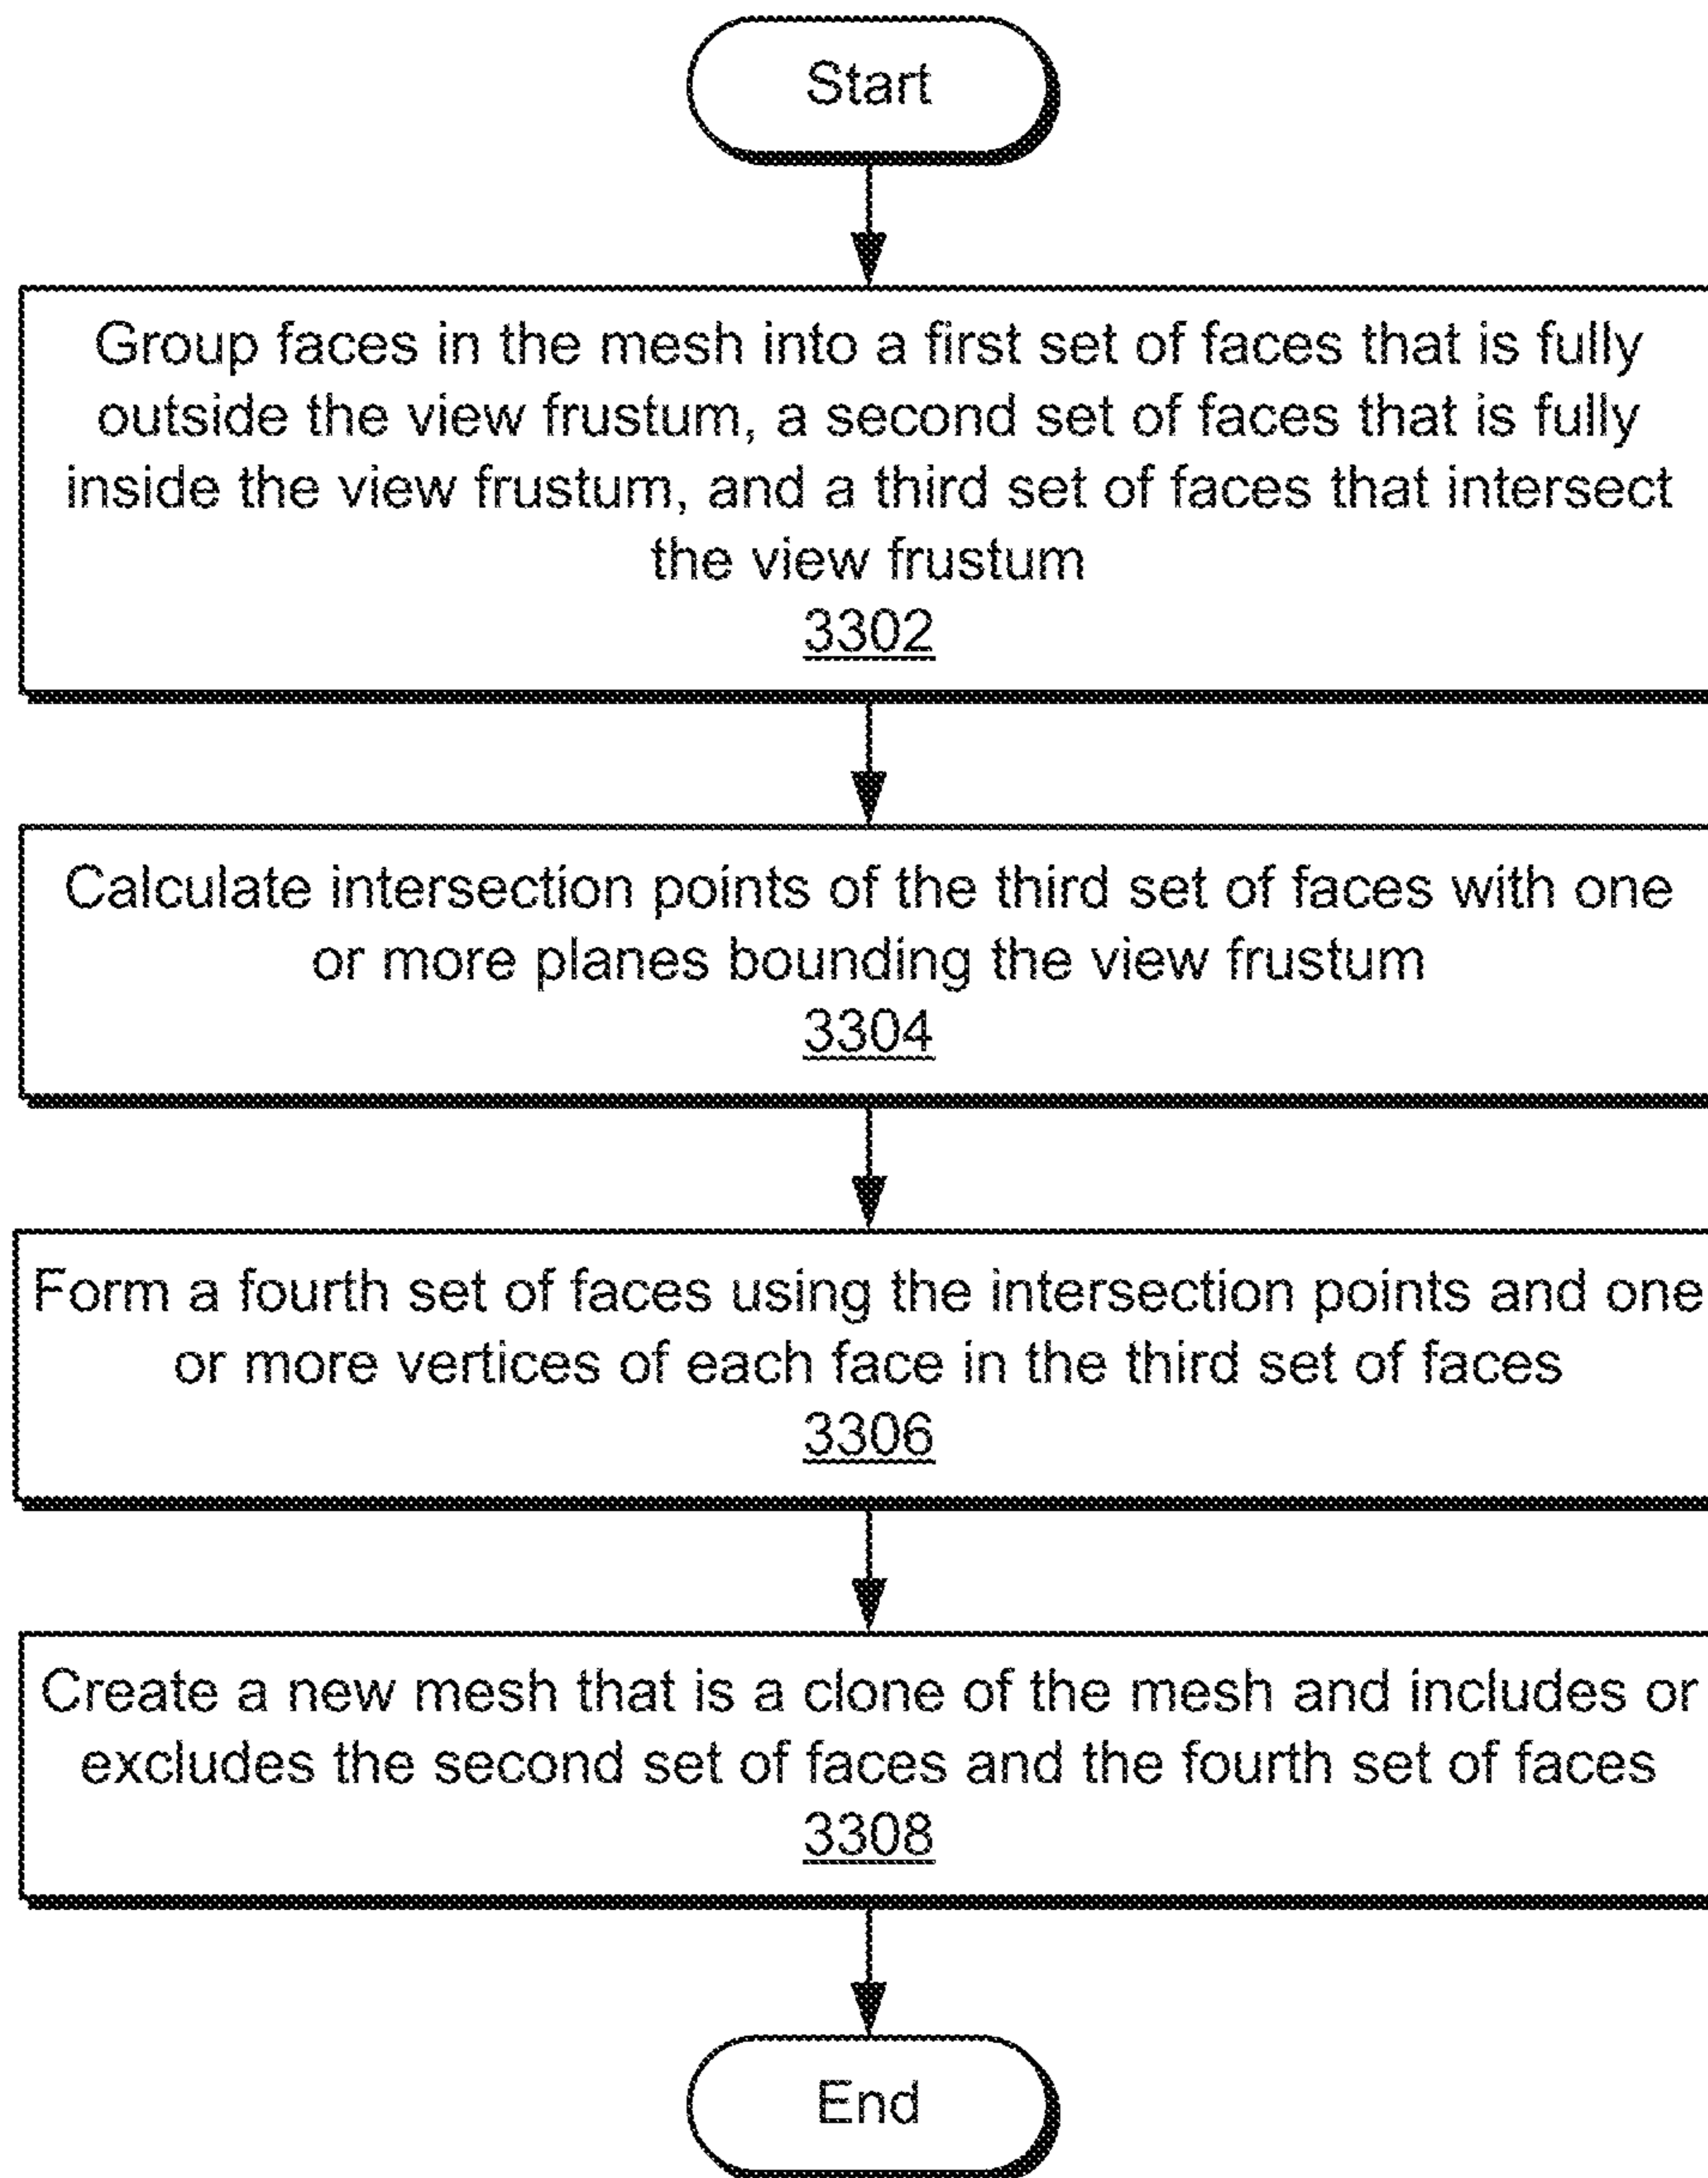 Start
Group faces in the mesh into a first set of faces that is fully
outside the view frustum, a second set of faces that is fully
inside the view frustum, and a third set of faces that intersect
the view frustum
3302
Calculate intersection points of the third set of faces with one
or more planes bounding the view frustum
3304
Form a fourth set of faces using the intersection points and one
or more vertices of each face in the third set of faces
3306
Create a new mesh that is a clone of the mesh and includes or
excludes the second set of faces and the fourth set of faces
3308
End